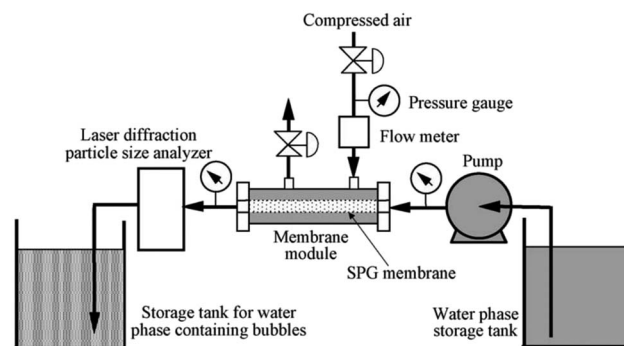 Compressed air
Pressure gauge
Flow meter
Laser diffraction
particle size analyzer
Pump
Membrane
module
SPG membrane
Storage tank for water
phase containing bubbles
Water phase
storage tank